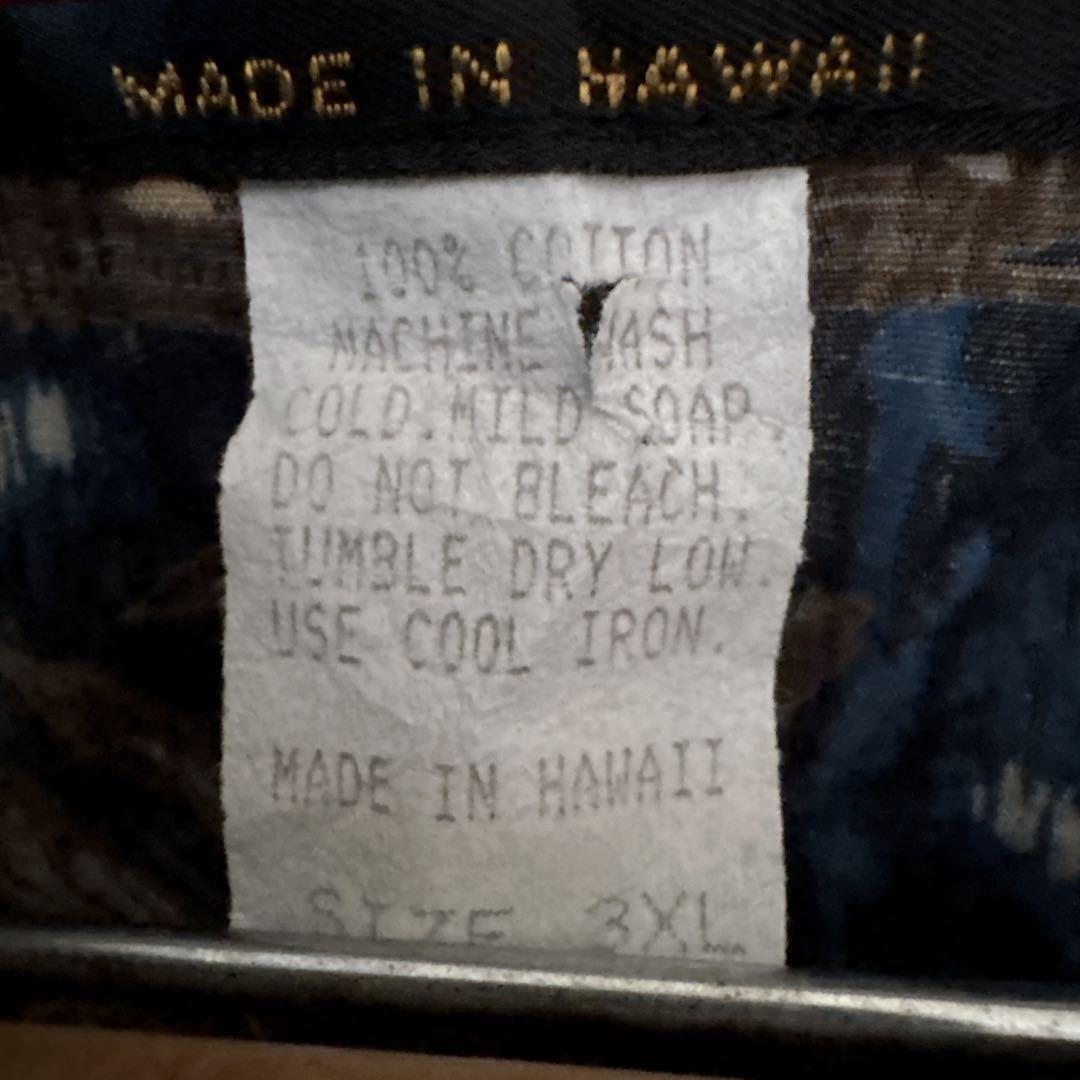 MADE IN HAWAII
100% COTTON
MACHINE WASH
COLD.MILD SOAP.
DO NOT BLEACH.
TUMBLE DRY LOW.
USE COOL IRON.
MADE IN HAWAII
SIZE 3XL